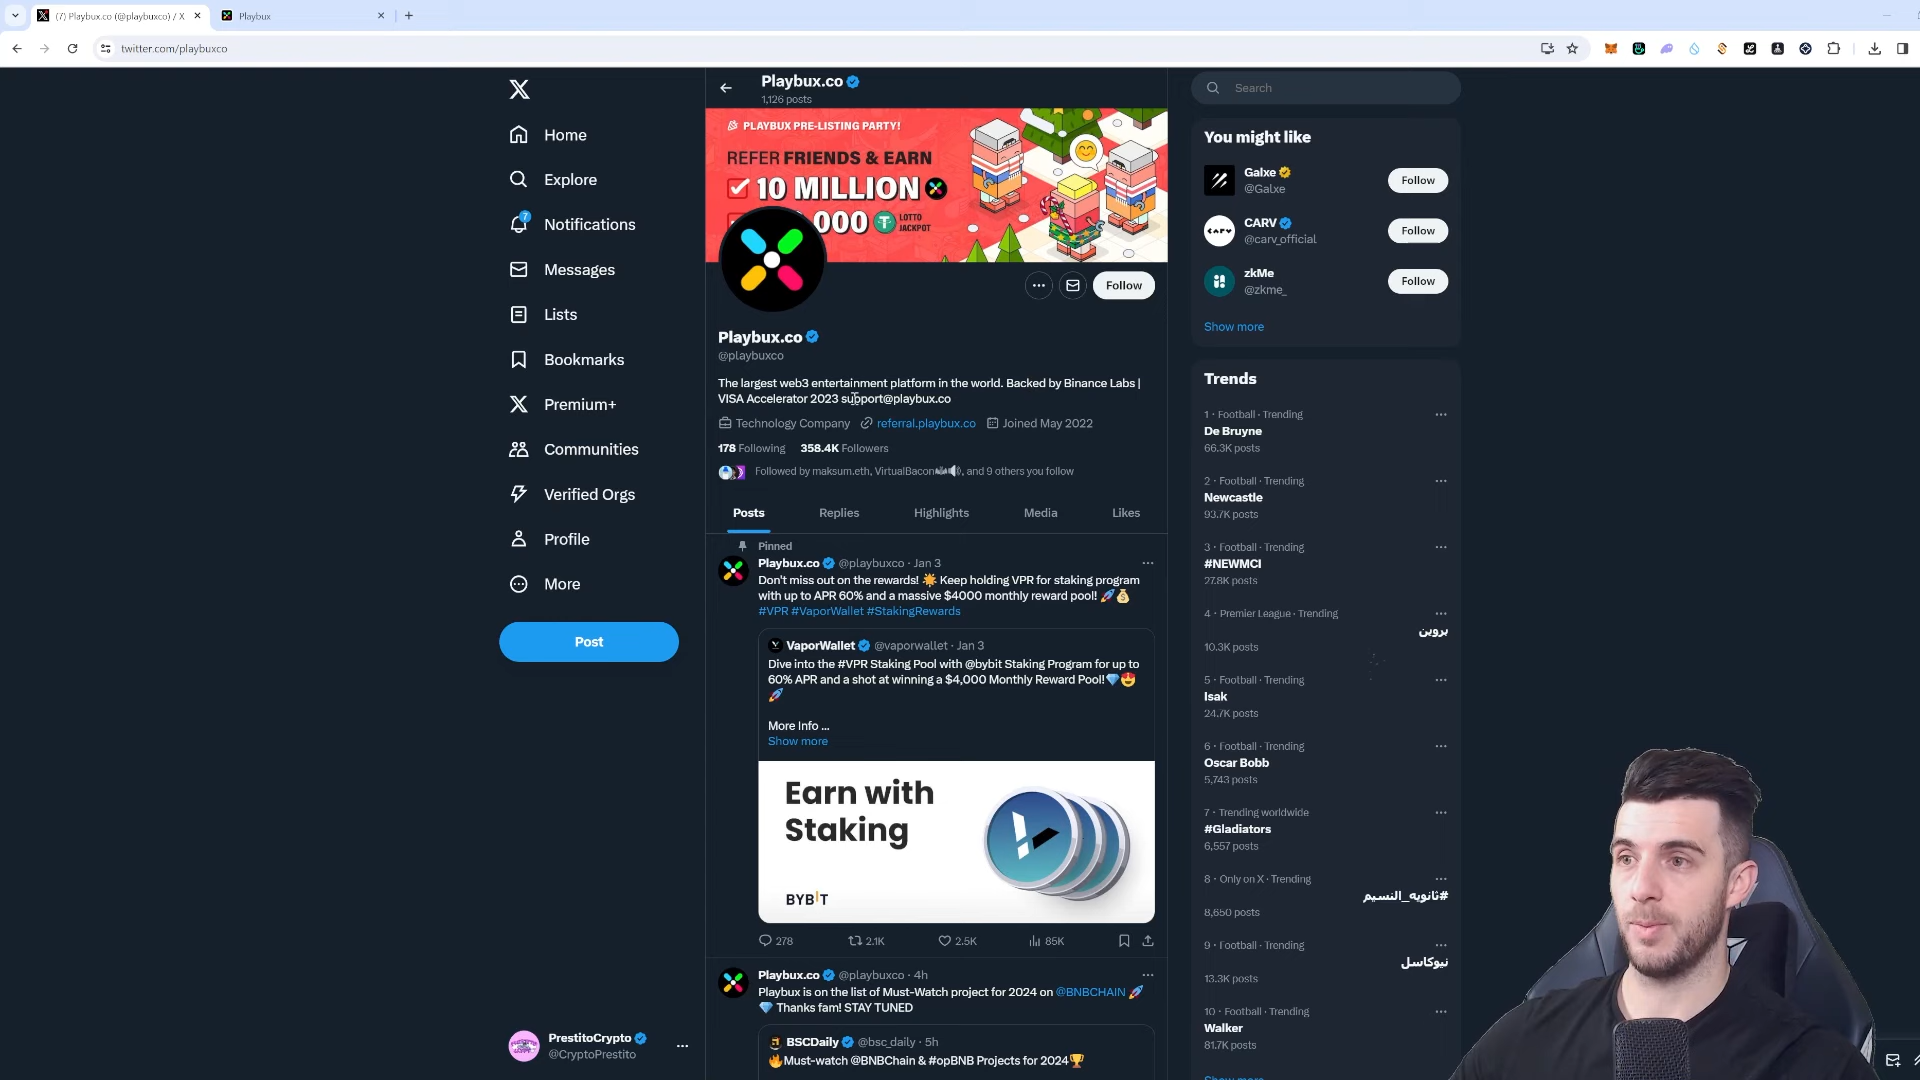 (7) Playbux.co (@playbuxco) / X
Playbux
twitter.com/playbuxco
Home
Explore
7
Notifications
Messages
Lists
Bookmarks
Premium+
Communities
Verified Orgs
Profile
More
Post
PrestitoCrypto
@CryptoPrestito
Playbux.co
1,126 posts
PLAYBUX PRE-LISTING PARTY!
REFER FRIENDS & EARN
10 MILLION
,000 LOTTO JACKPOT
Follow
Playbux.co
@playbuxco
The largest web3 entertainment platform in the world. Backed by Binance Labs |
VISA Accelerator 2023 support@playbux.co
Technology Company referral.playbux.co Joined May 2022
178 Following 358.4K Followers
Followed by maksum.eth, VirtualBacon🦇🔊, and 9 others you follow
Posts Replies Highlights Media Likes
Pinned
Playbux.co @playbuxco · Jan 3
Don't miss out on the rewards! 🌟 Keep holding VPR for staking program
with up to APR 60% and a massive $4000 monthly reward pool! 🚀💰
#VPR #VaporWallet #StakingRewards
VaporWallet @vaporwallet · Jan 3
Dive into the #VPR Staking Pool with @bybit Staking Program for up to
60% APR and a shot at winning a $4,000 Monthly Reward Pool!💎😍
🚀
More Info ...
Show more
Earn with
Staking
BYBIT
278 2.1K 2.5K 85K
Playbux.co @playbuxco · 4h
Playbux is on the list of Must-Watch project for 2024 on @BNBCHAIN 🚀
💎 Thanks fam! STAY TUNED
BSCDaily @bsc_daily · 5h
🔥Must-watch @BNBChain & #opBNB Projects for 2024🏆
Search
You might like
Galxe
@Galxe
Follow
CARV
CARV
@carv_official
Follow
zkMe
@zkme_
Follow
Show more
Trends
1 · Football · Trending
De Bruyne
66.3K posts
2 · Football · Trending
Newcastle
93.7K posts
3 · Football · Trending
#NEWMCI
27.8K posts
4 · Premier League · Trending
بروين
10.3K posts
5 · Football · Trending
Isak
24.7K posts
6 · Football · Trending
Oscar Bobb
5,743 posts
7 · Trending worldwide
#Gladiators
6,557 posts
8 · Only on X · Trending
#ثانويه_النسيم
8,650 posts
9 · Football · Trending
نيوكاسل
13.3K posts
10 · Football · Trending
Walker
81.7K posts